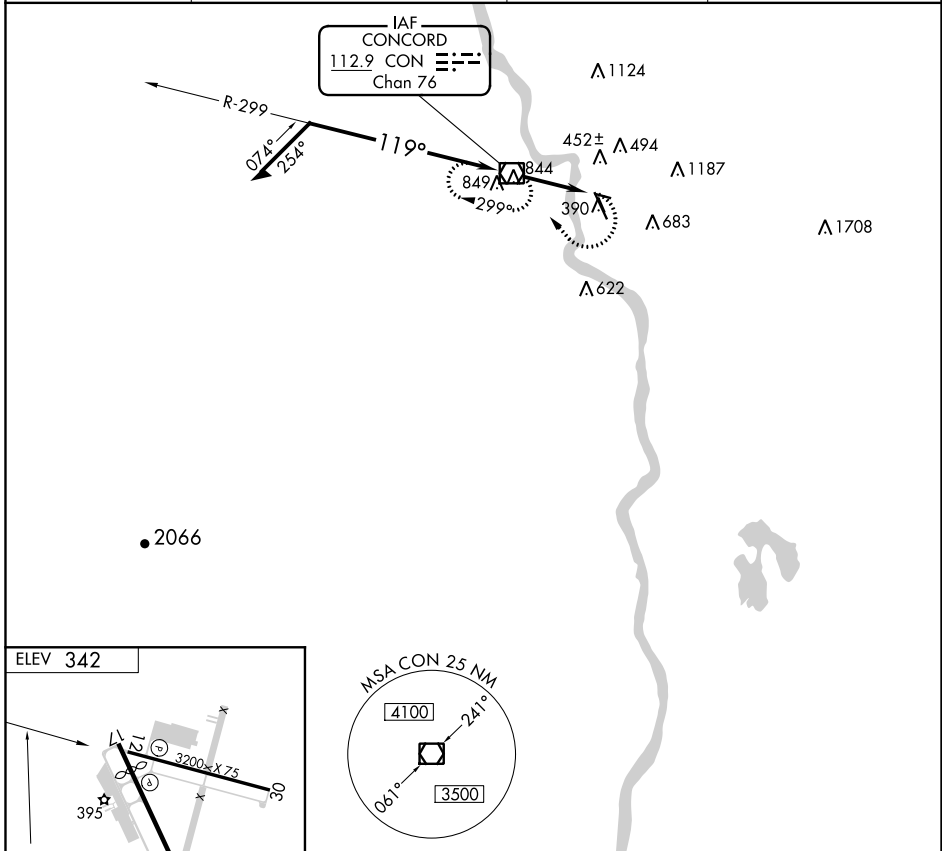 IAF
CONCORD
112.9 CON
Chan 76
R-299
074°
254°
119°
1124
452±
494
1187
844
849
299°
390
683
1708
622
2066
ELEV 342
MSA CON 25 NM
4100
241°
061°
3500
17
12
P
3200 X 75
P
30
X
X
395